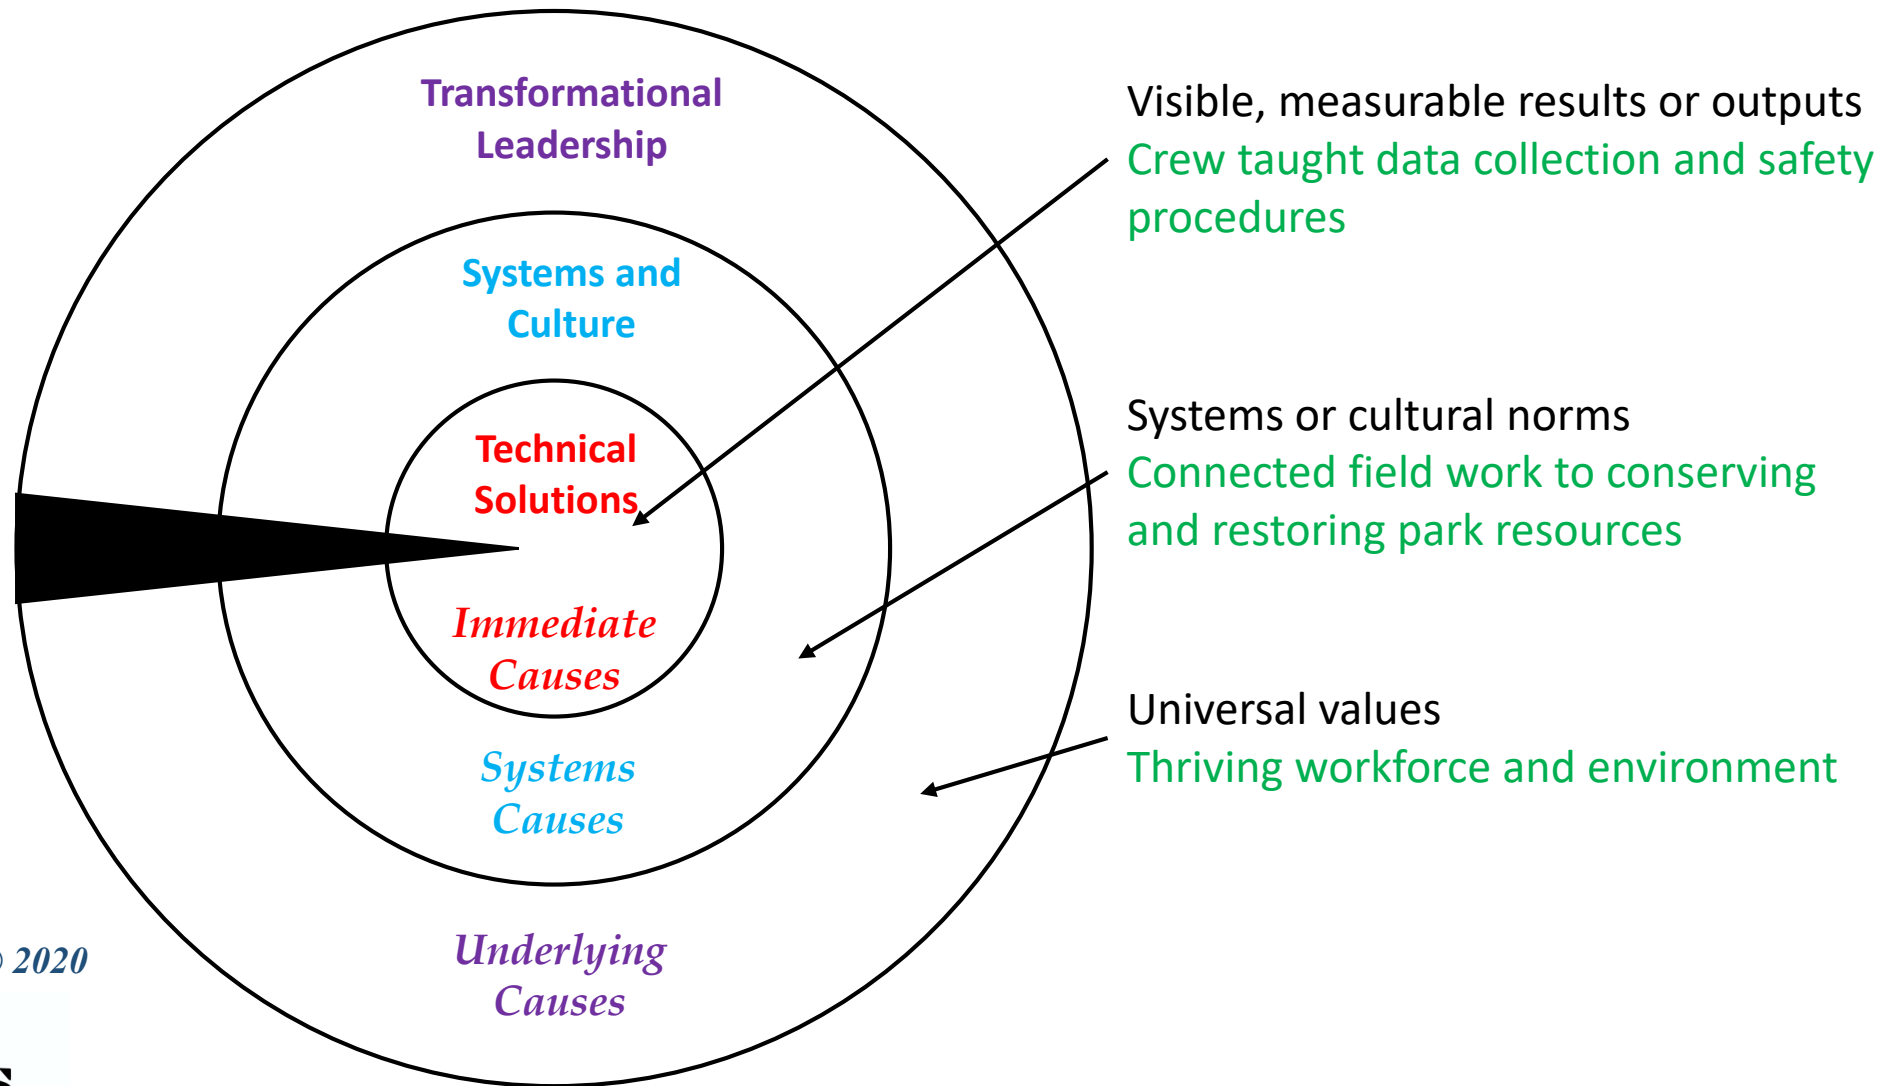 Transformational
Leadership
Systems and
Culture
Technical
Solutions
Immediate
Causes
Systems
Causes
Underlying
Causes
Visible, measurable results or outputs
Crew taught data collection and safety
procedures
Systems or cultural norms
Connected field work to conserving
and restoring park resources
Universal values
Thriving workforce and environment
2020